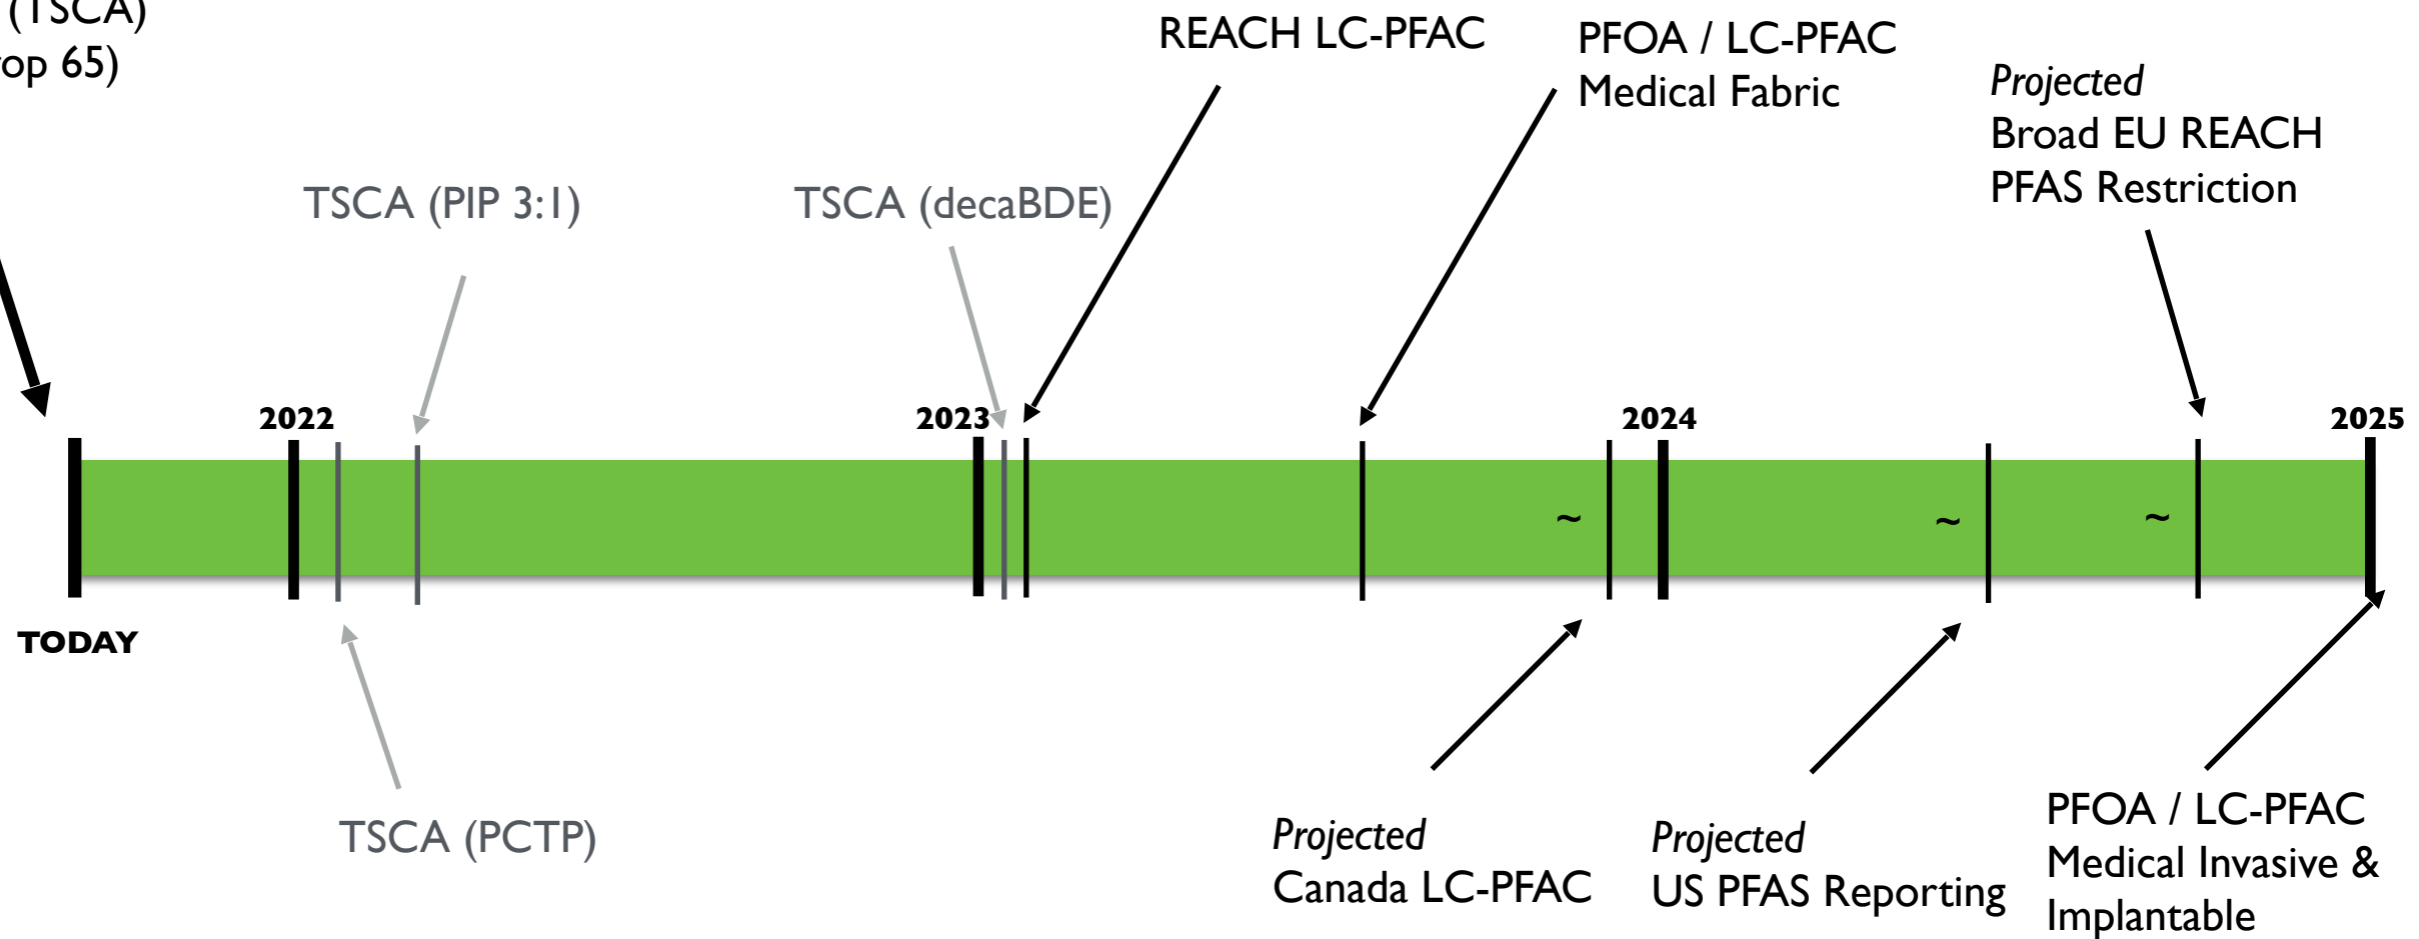 (TSCA)
op 65)
REACH LC-PFAC
PFOA / LC-PFAC
Medical Fabric
Projected
Broad EU REACH
PFAS Restriction
TSCA (PIP 3:1)
TSCA (decaBDE)
2022
2023
2024
2025
~
~
~
TODAY
TSCA (PCTP)
Projected
Canada LC-PFAC
Projected
US PFAS Reporting
PFOA / LC-PFAC
Medical Invasive &
Implantable